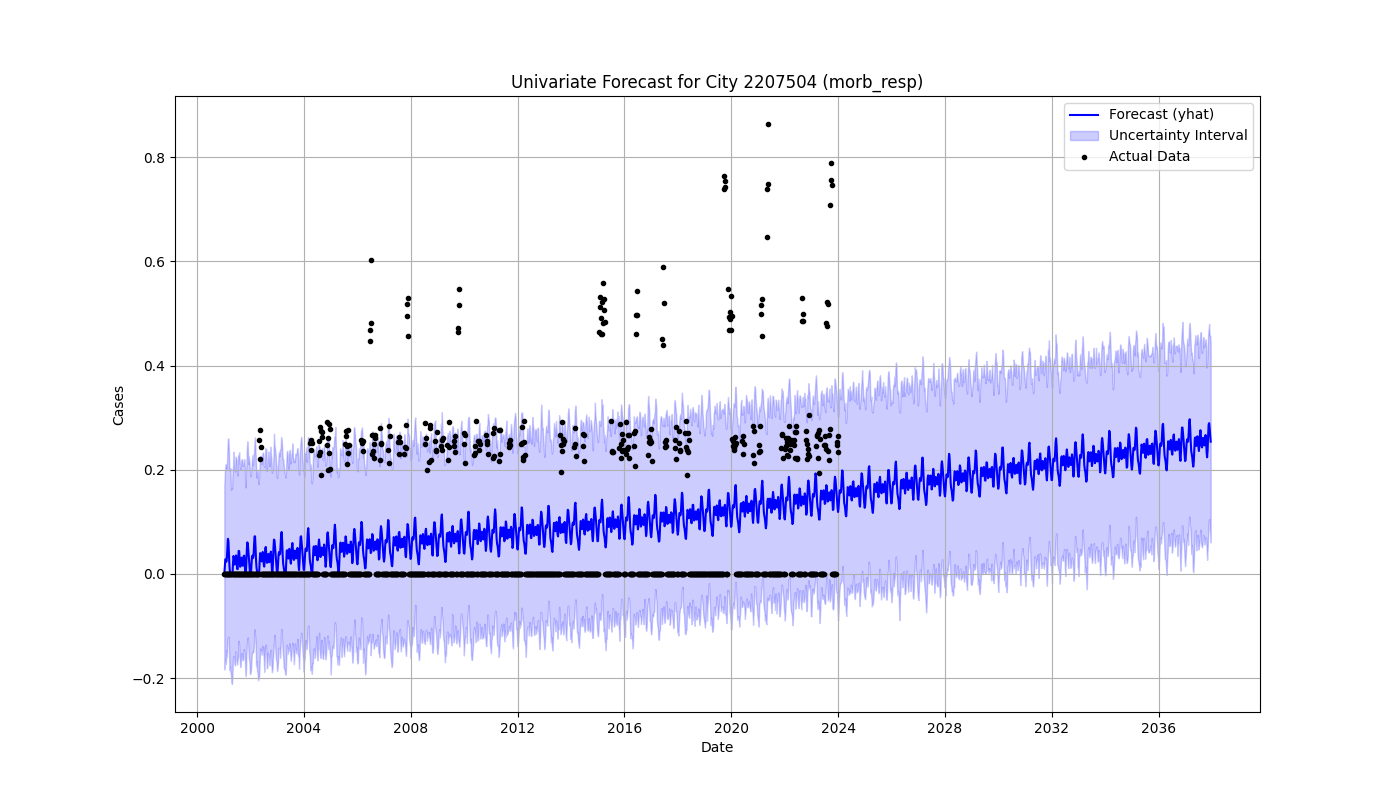 Univariate Forecast for City 2207504 (morb_resp)
Forecast (yhat)
Uncertainty Interval
Actual Data
Cases
0.8
0.6
0.4
0.2
0.0
−0.2
2000 2004 2008 2012 2016 2020 2024 2028 2032 2036
Date